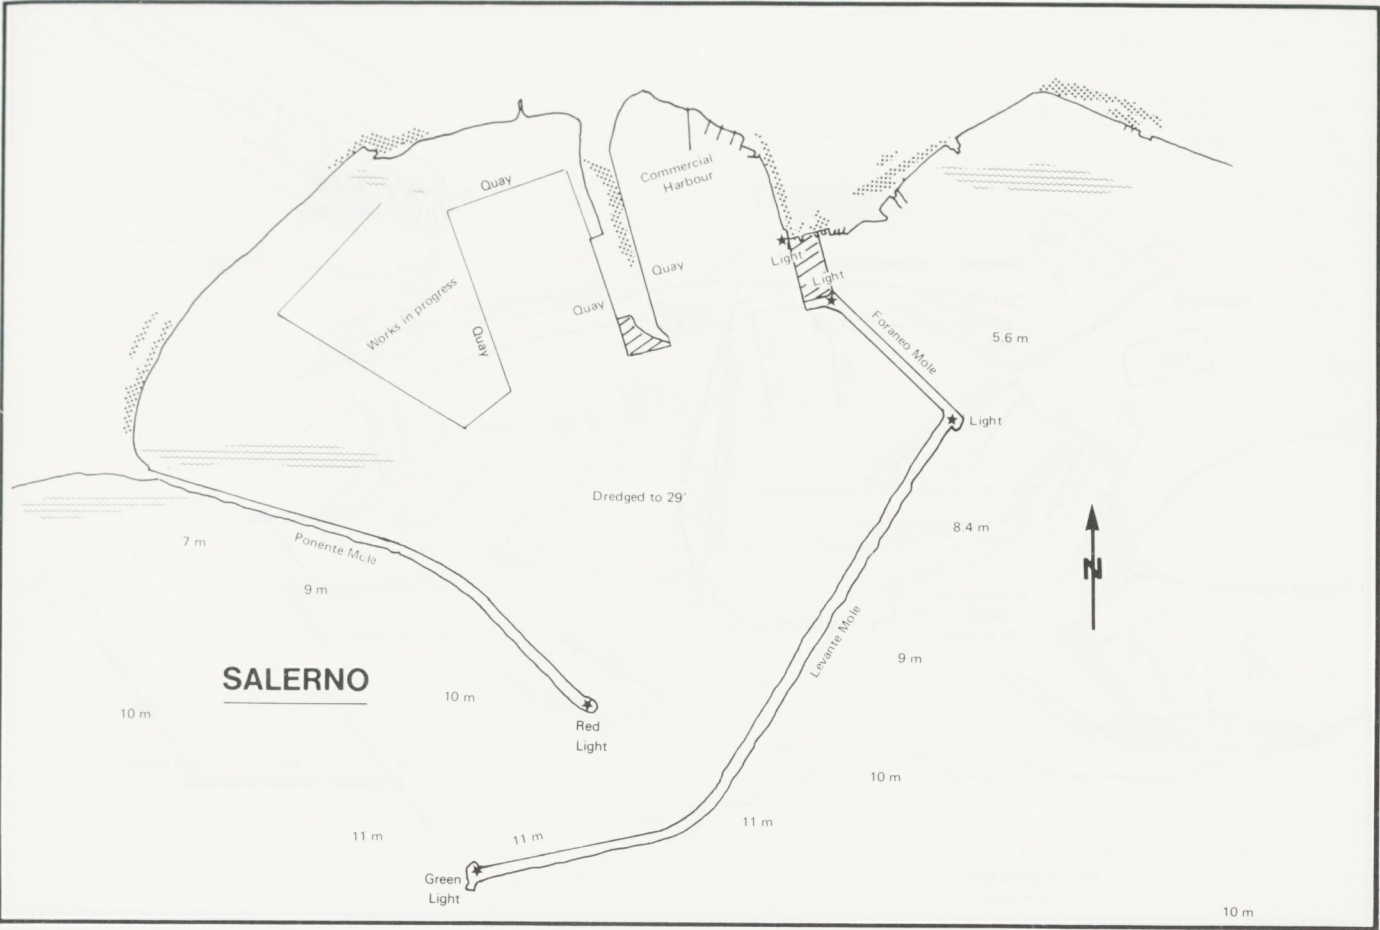 Commercial
Harbour
Quay
Quay
Light
Light
Quay
Works in progress
Quay
Foraneo Mole
5.6 m
Light
Dredged to 29'
8.4 m
7 m
Ponente Mole
N
9 m
Levante Mole
9 m
SALERNO
10 m
10 m
Red
Light
10 m
11 m
11 m
11 m
Green
Light
10 m